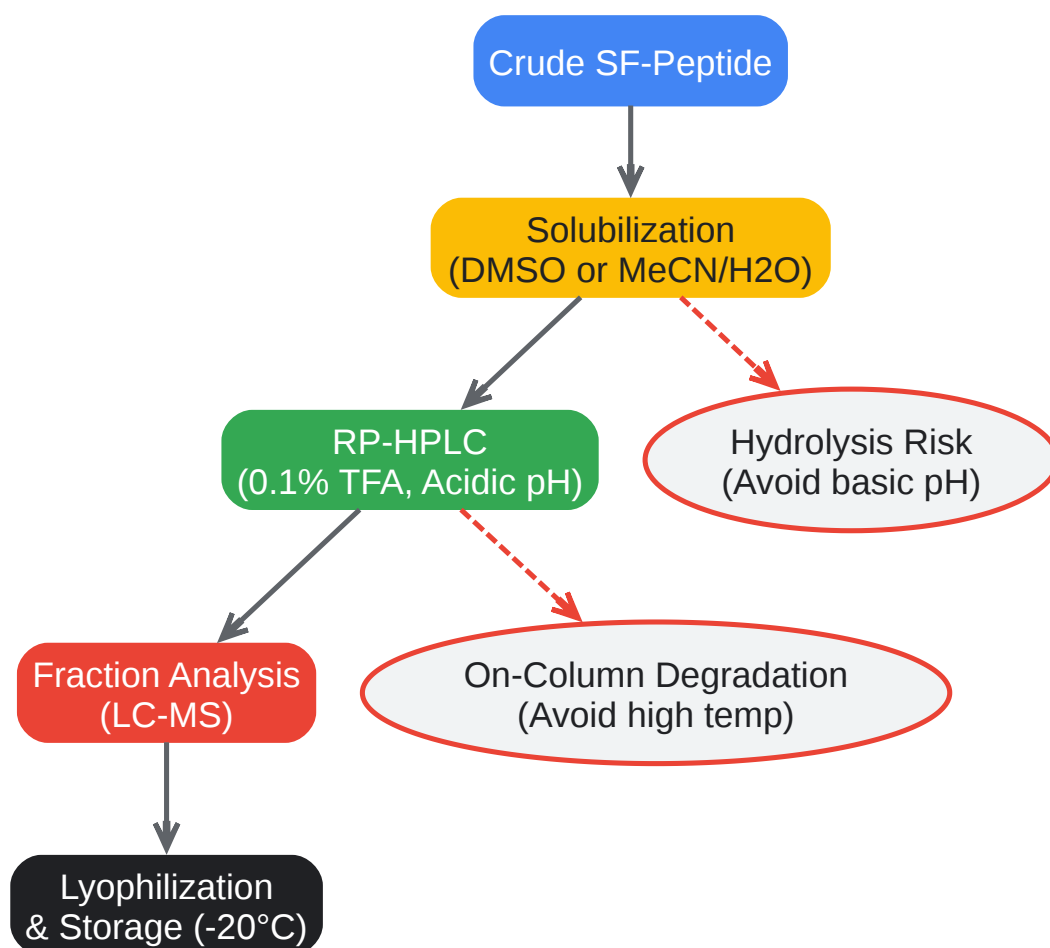 Crude SF-Peptide
Solubilization
(DMSO or MeCN/H2O)
RP-HPLC
(0.1% TFA, Acidic pH)
Hydrolysis Risk
(Avoid basic pH)
Fraction Analysis
(LC-MS)
On-Column Degradation
(Avoid high temp)
Lyophilization
& Storage (-20°C)